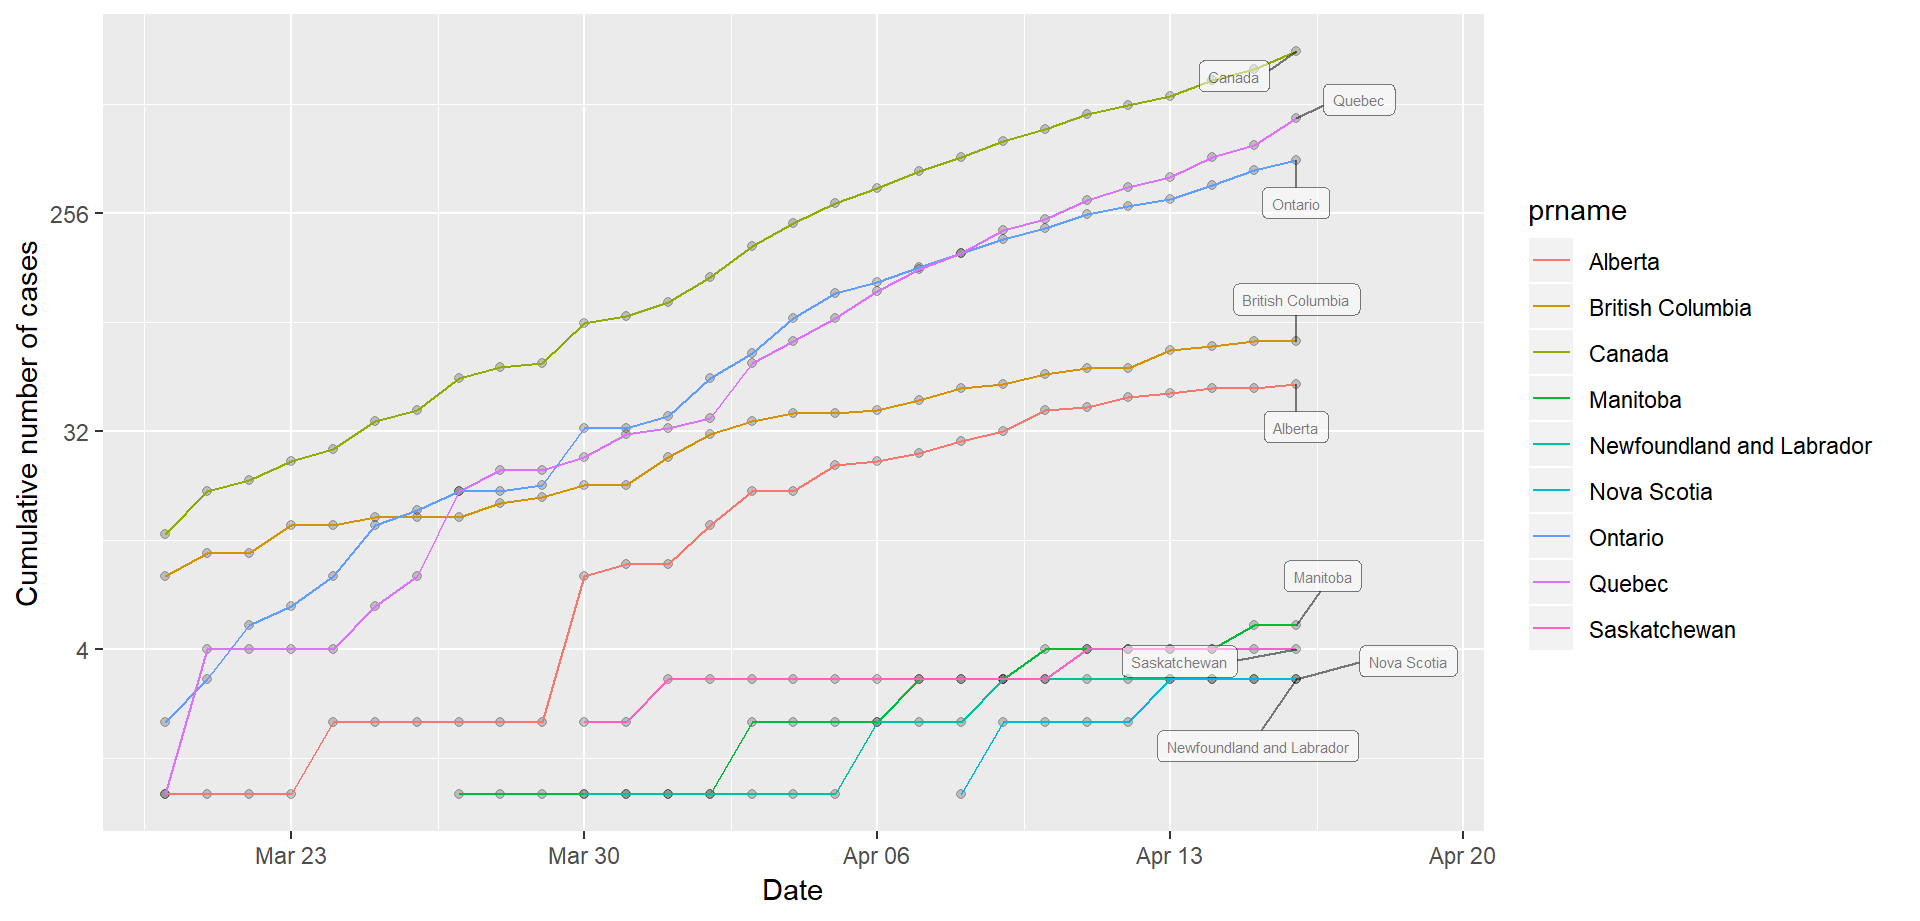 Cumulative number of cases
256
32
4
Canada
Quebec
Ontario
British Columbia
Alberta
Manitoba
Saskatchewan
Nova Scotia
Newfoundland and Labrador
Mar 23
Mar 30
Apr 06
Apr 13
Apr 20
Date
prname
Alberta
British Columbia
Canada
Manitoba
Newfoundland and Labrador
Nova Scotia
Ontario
Quebec
Saskatchewan